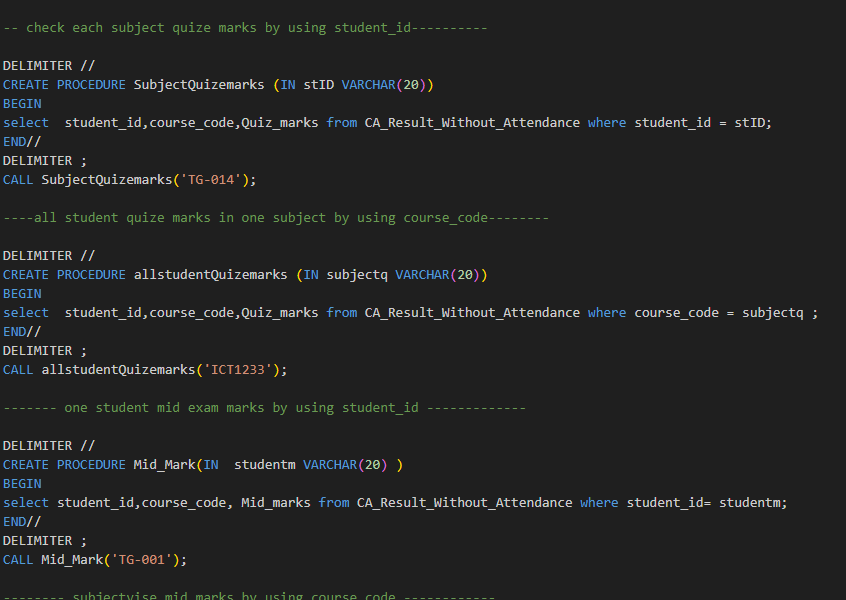 -- check each subject quize marks by using student_id----------
DELIMITER //
CREATE PROCEDURE SubjectQuizemarks (IN stID VARCHAR(20))
BEGIN
select  student_id,course_code,Quiz_marks from CA_Result_Without_Attendance where student_id = stID;
END//
DELIMITER ;
CALL SubjectQuizemarks('TG-014');
----all student quize marks in one subject by using course_code--------
DELIMITER //
CREATE PROCEDURE allstudentQuizemarks (IN subjectq VARCHAR(20))
BEGIN
select  student_id,course_code,Quiz_marks from CA_Result_Without_Attendance where course_code = subjectq ;
END//
DELIMITER ;
CALL allstudentQuizemarks('ICT1233');
------- one student mid exam marks by using student_id -------------
DELIMITER //
CREATE PROCEDURE Mid_Mark(IN  studentm VARCHAR(20) )
BEGIN
select student_id,course_code, Mid_marks from CA_Result_Without_Attendance where student_id= studentm;
END//
DELIMITER ;
CALL Mid_Mark('TG-001');
-------- subjectvise mid marks by using course_code ------------